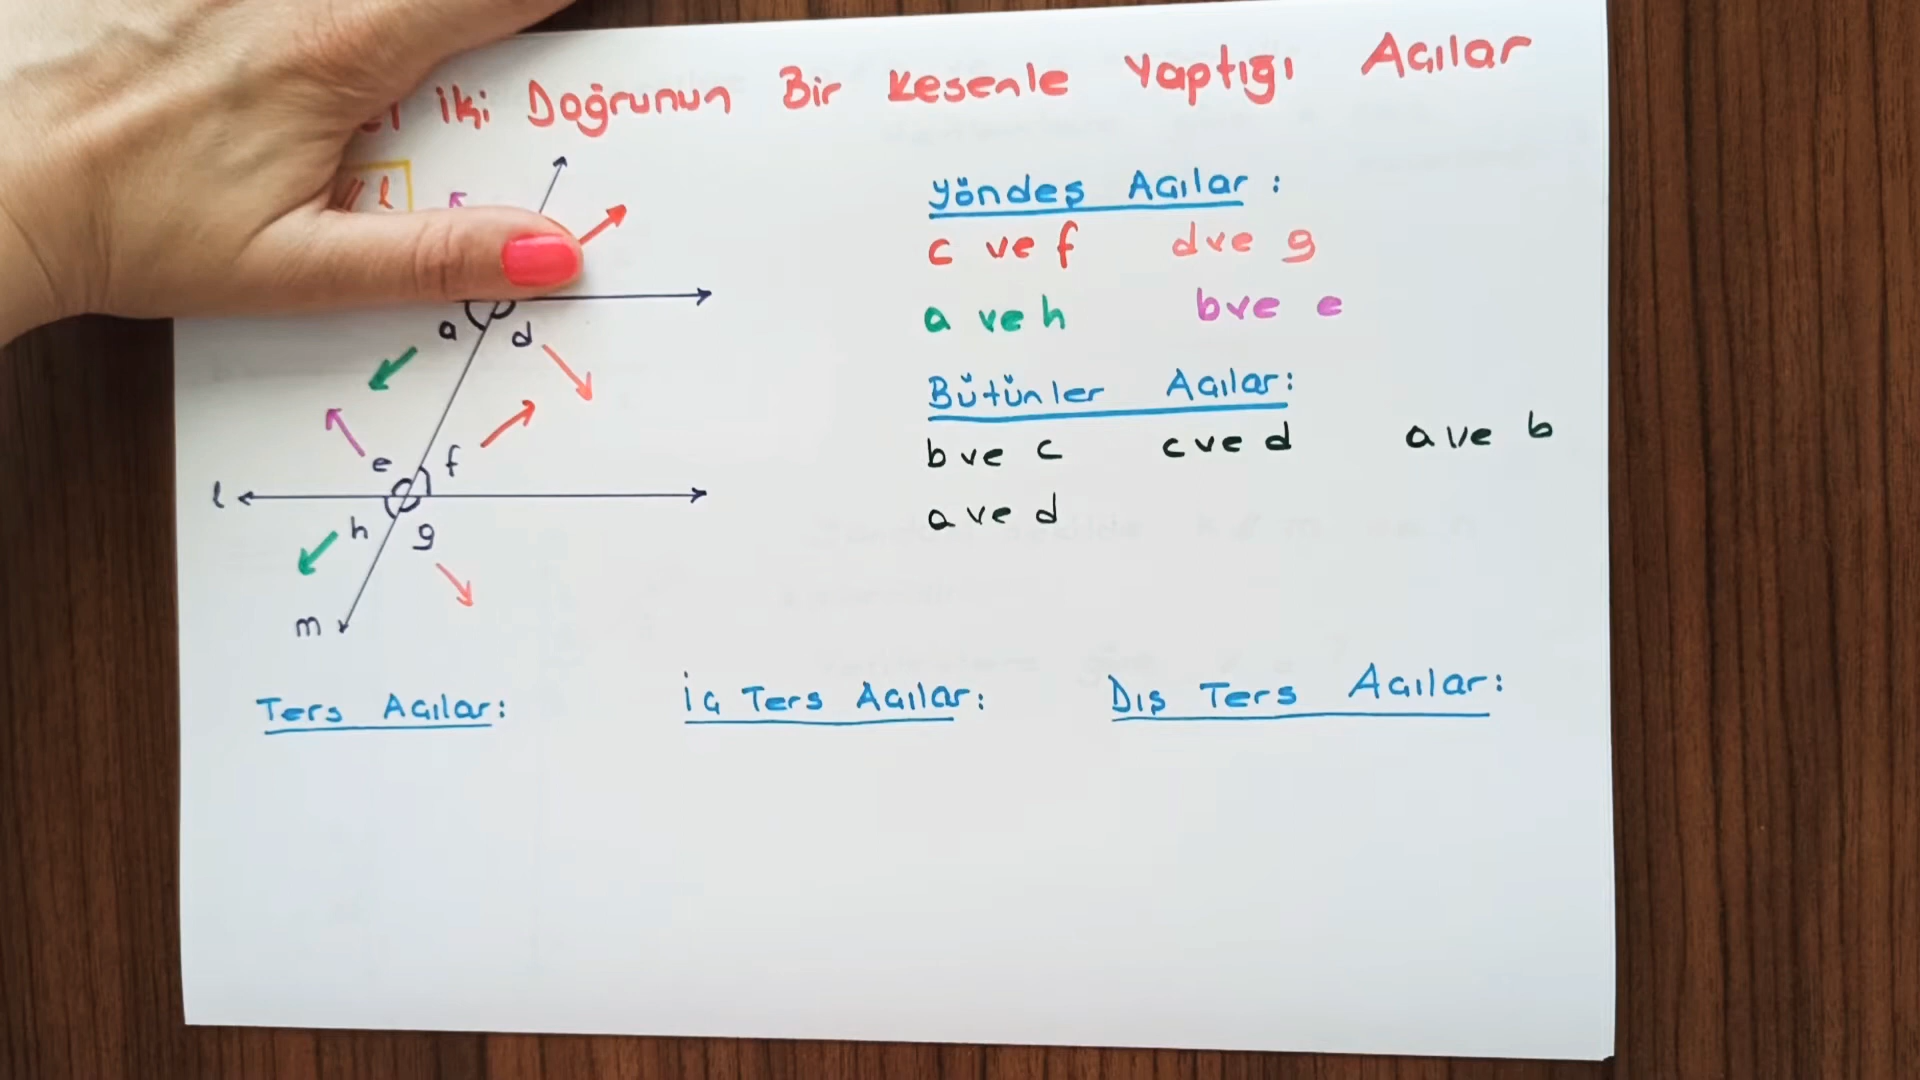 İki Doğrunun Bir Kesenle Yaptığı Açılar
// l
Yöndeş Açılar :
c ve f d ve g
a ve h b ve e
Bütünler Açılar:
b ve c c ve d a ve b
a ve d
a d
e f
l
h g
m
Ters Açılar: İç Ters Açılar: Dış Ters Açılar: